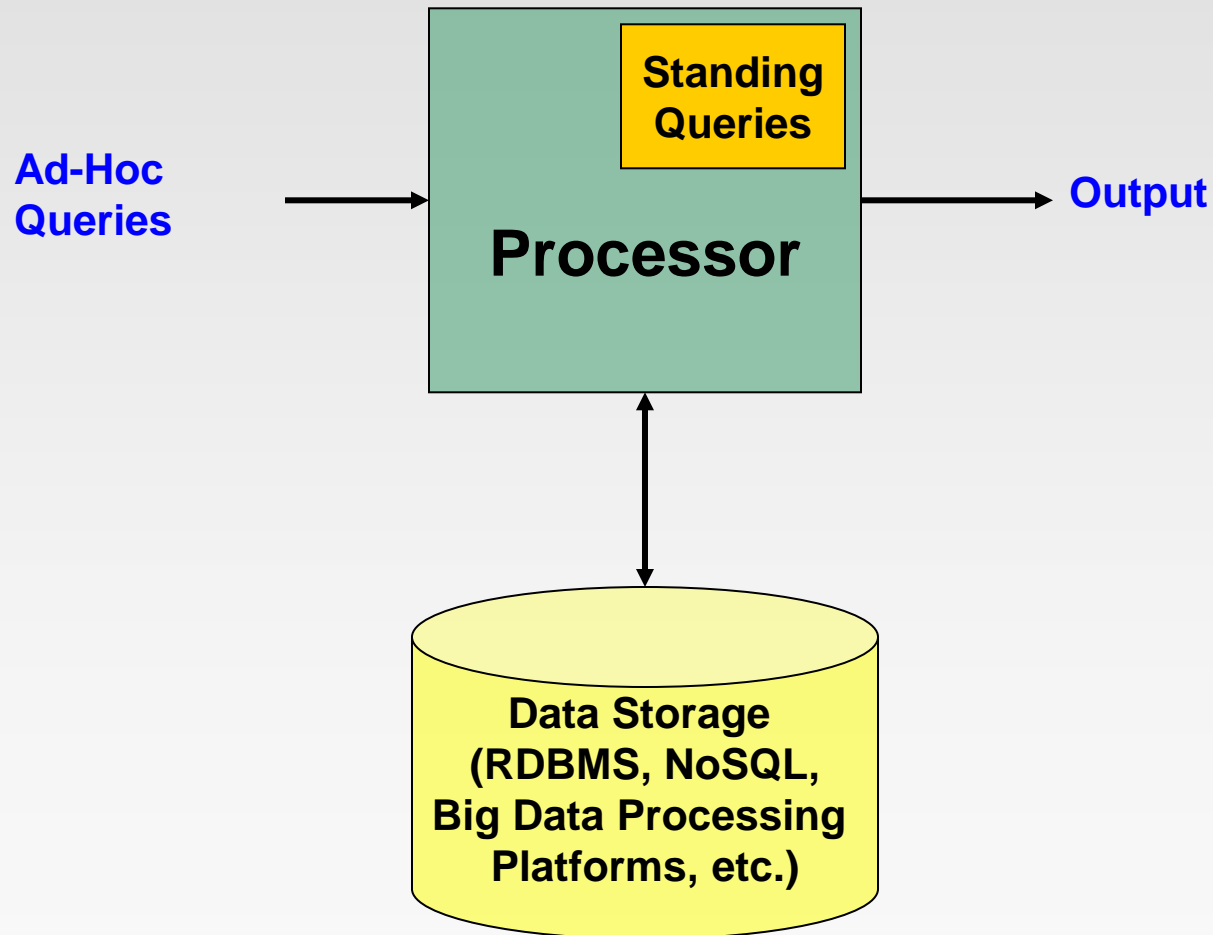 Standing
Queries
Ad-Hoc
Queries
Output
Processor
Data Storage
(RDBMS, NoSQL,
Big Data Processing
Platforms, etc.)